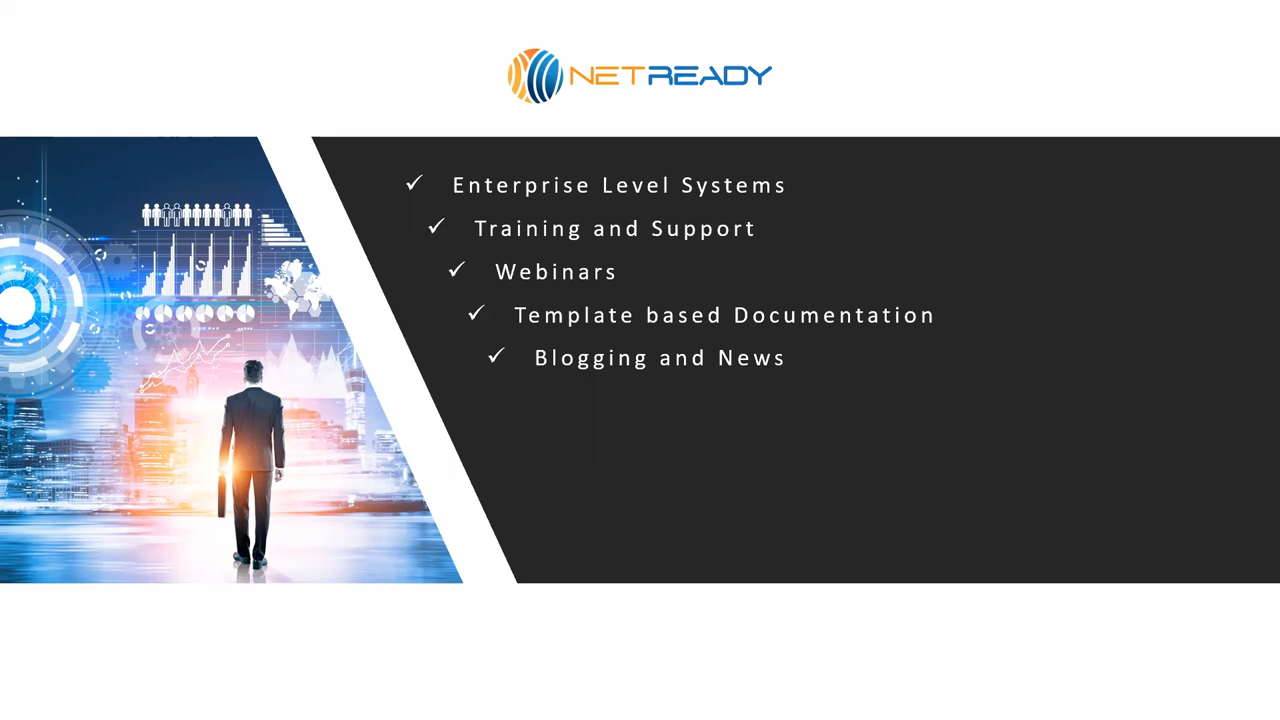 NETREADY
✓ Enterprise Level Systems
✓ Training and Support
✓ Webinars
✓ Template based Documentation
✓ Blogging and News